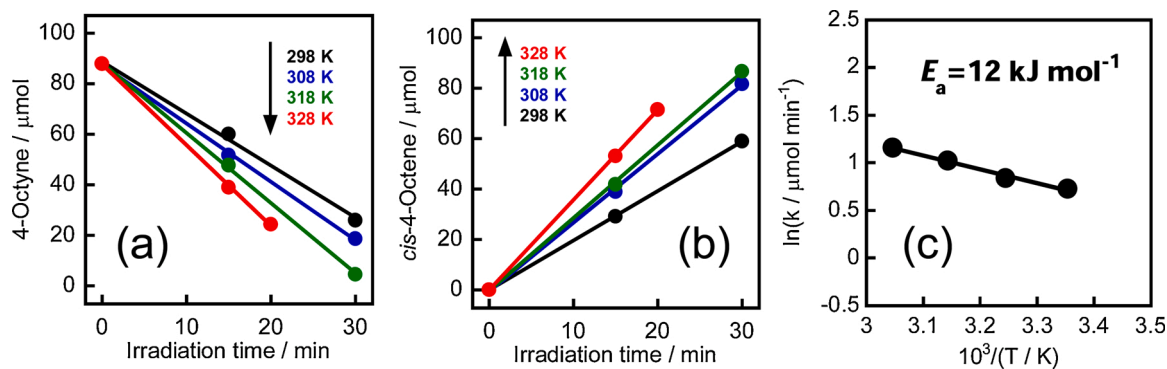 4-Octyne / μmol
100
80
60
40
20
0
298 K
308 K
318 K
328 K
(a)
0
10
20
30
Irradiation time / min
cis-4-Octene / μmol
100
80
60
40
20
0
328 K
318 K
308 K
298 K
(b)
0
10
20
30
Irradiation time / min
ln(k / μmol min⁻¹)
2.5
2
1.5
1
0.5
0
-0.5
Eₐ=12 kJ mol⁻¹
(c)
3
3.1
3.2
3.3
3.4
3.5
10³/(T / K)